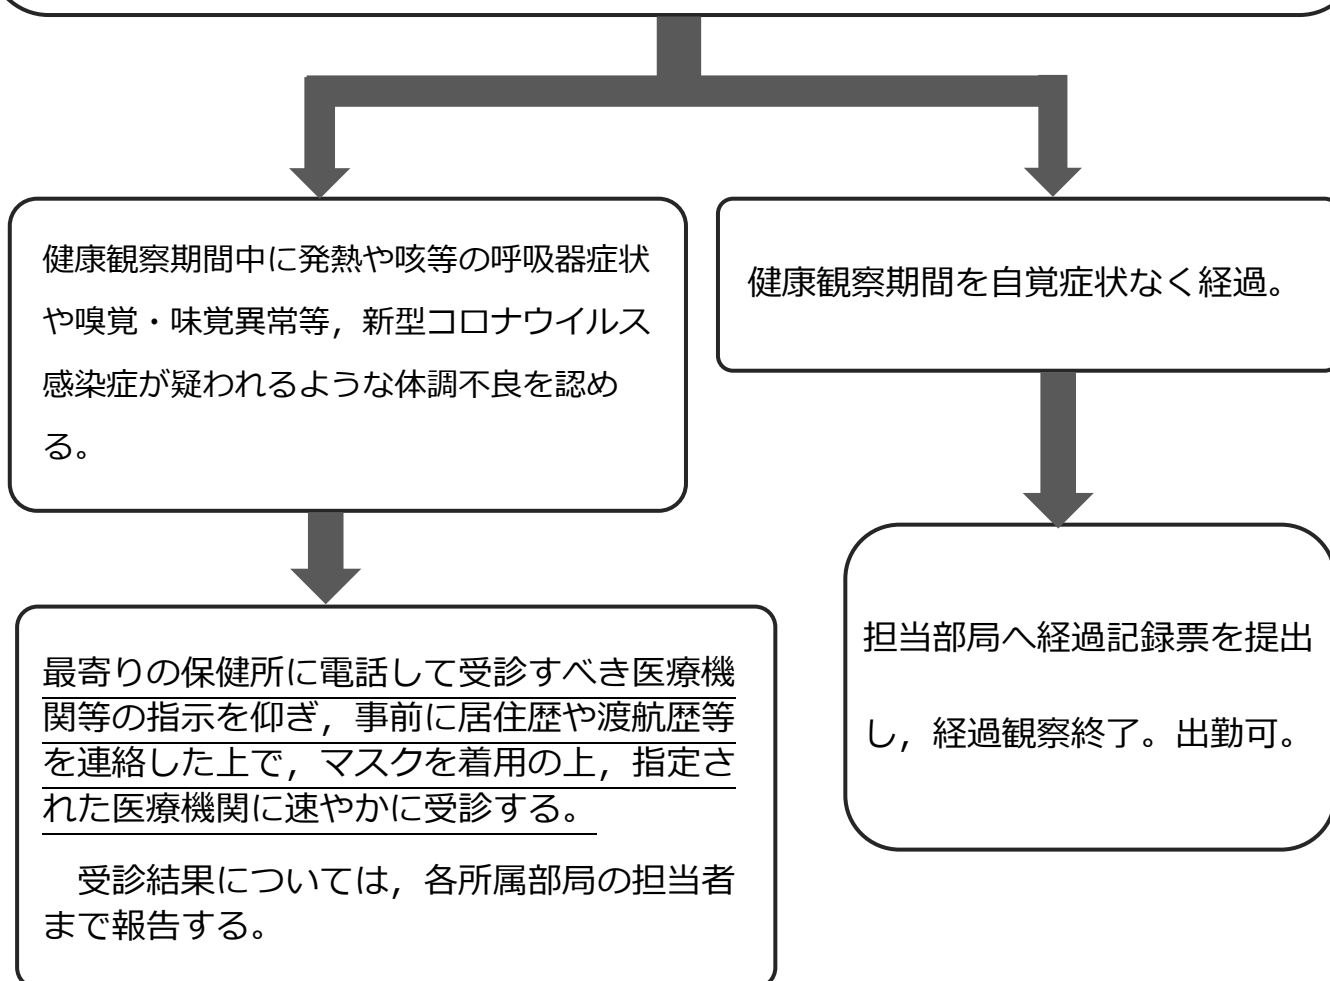 健康観察期間中に発熱や咳等の呼吸器症状
や嗅覚・味覚異常等，新型コロナウイルス
感染症が疑われるような体調不良を認め
る。
健康観察期間を自覚症状なく経過。
最寄りの保健所に電話して受診すべき医療機
関等の指示を仰ぎ，事前に居住歴や渡航歴等
を連絡した上で，マスクを着用の上，指定さ
れた医療機関に速やかに受診する。
　受診結果については，各所属部局の担当者
まで報告する。
担当部局へ経過記録票を提出
し，経過観察終了。出勤可。